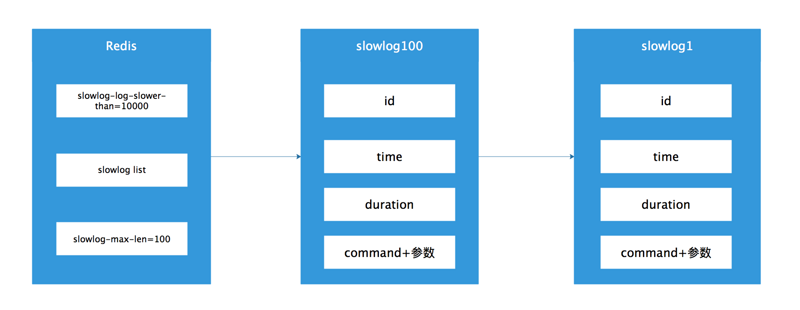 Redis
slowlog-log-slower-
than=10000
slowlog list
slowlog-max-len=100
slowlog100
id
time
duration
command+参数
slowlog1
id
time
duration
command+参数